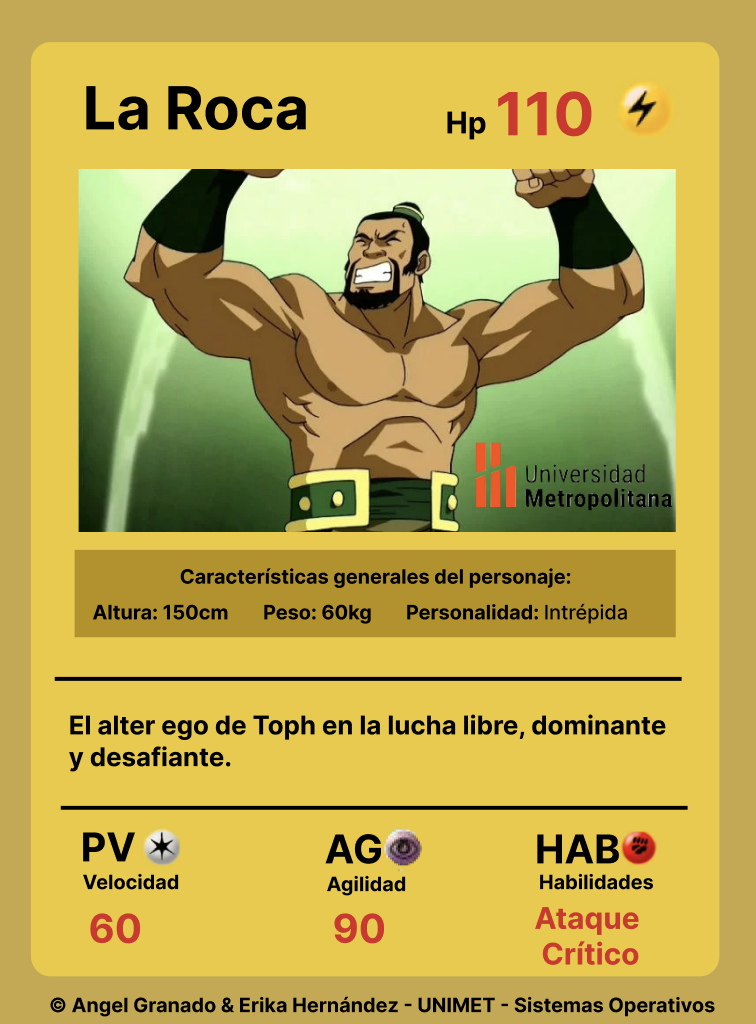 La Roca
Hp 110
Universidad
Metropolitana
Características generales del personaje:
Altura: 150cm Peso: 60kg Personalidad: Intrépida
El alter ego de Toph en la lucha libre, dominante
y desafiante.
PV AG HAB
Velocidad Agilidad Habilidades
60 90 Ataque
Crítico
© Angel Granado & Erika Hernández - UNIMET - Sistemas Operativos